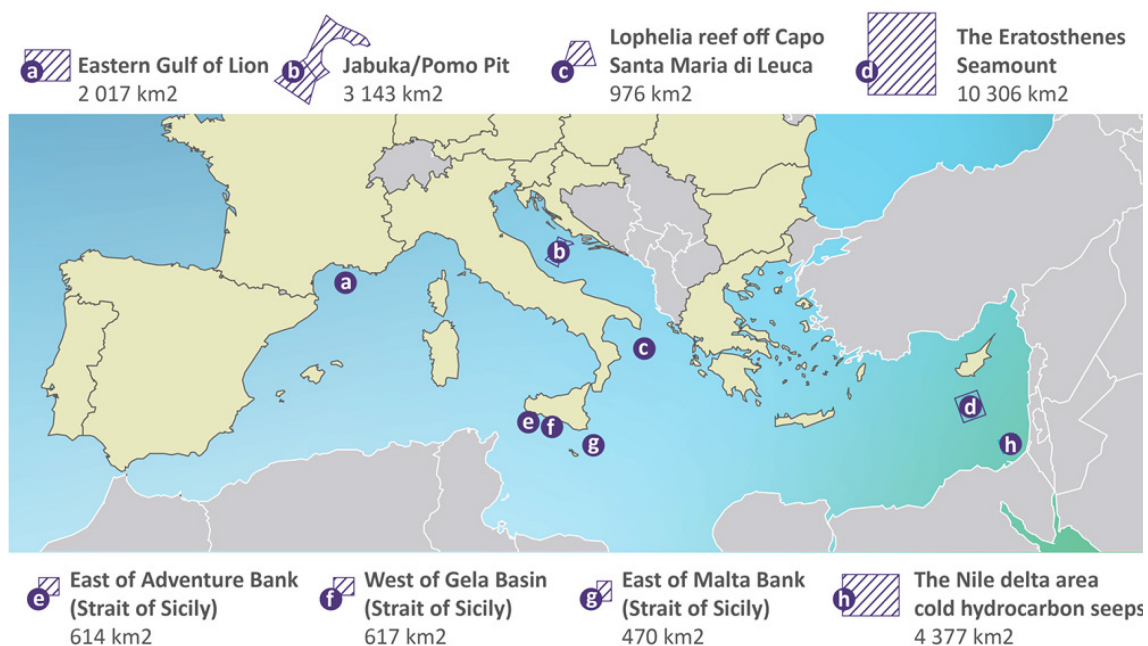 a Eastern Gulf of Lion
2 017 km2
b Jabuka/Pomo Pit
3 143 km2
c Lophelia reef off Capo
Santa Maria di Leuca
976 km2
d The Eratosthenes
Seamount
10 306 km2
b
a
c
d
e f
g
h
e East of Adventure Bank
(Strait of Sicily)
614 km2
f West of Gela Basin
(Strait of Sicily)
617 km2
g East of Malta Bank
(Strait of Sicily)
470 km2
h The Nile delta area
cold hydrocarbon seeps
4 377 km2